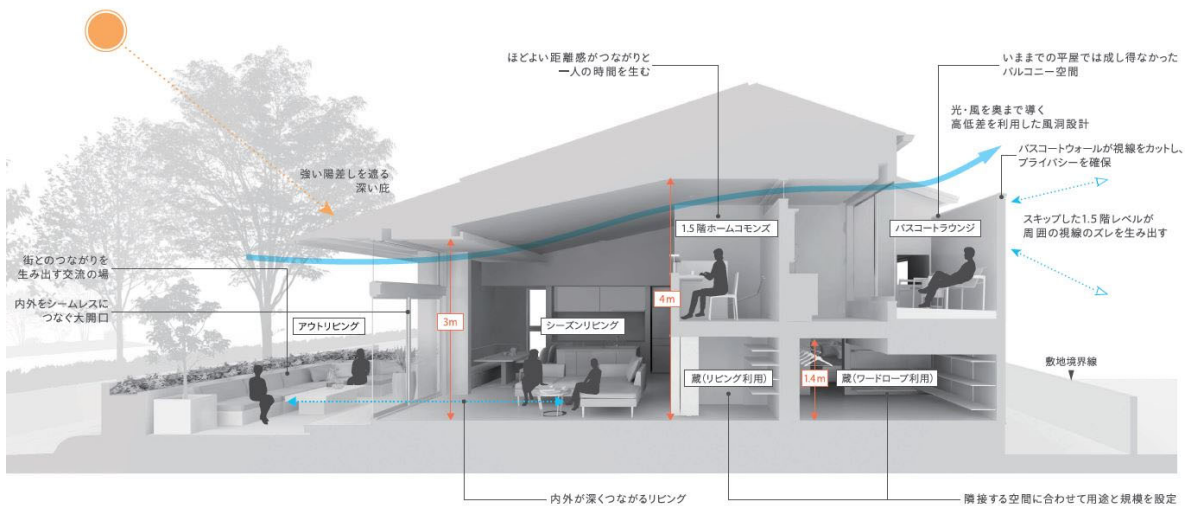 ほどよい距離感がつながりと
一人の時間を生む
いままでの平屋では成し得なかった
バルコニー空間
光・風を奥まで導く
高低差を利用した風洞設計
パスコートウォールが視線をカットし、
プライバシーを確保
強い陽差しを遮る
深い庇
スキップした1.5階レベルが
周囲の視線のズレを生み出す
1.5階ホームコモンズ
パスコートラウンジ
街とのつながりを
生み出す交流の場
内外をシームレスに
つなぐ大開口
アウトリビング
3m
シーズンリビング
4m
蔵(リビング利用)
1.4m
蔵(ワードローブ利用)
敷地境界線
内外が深くつながるリビング
隣接する空間に合わせて用途と規模を設定